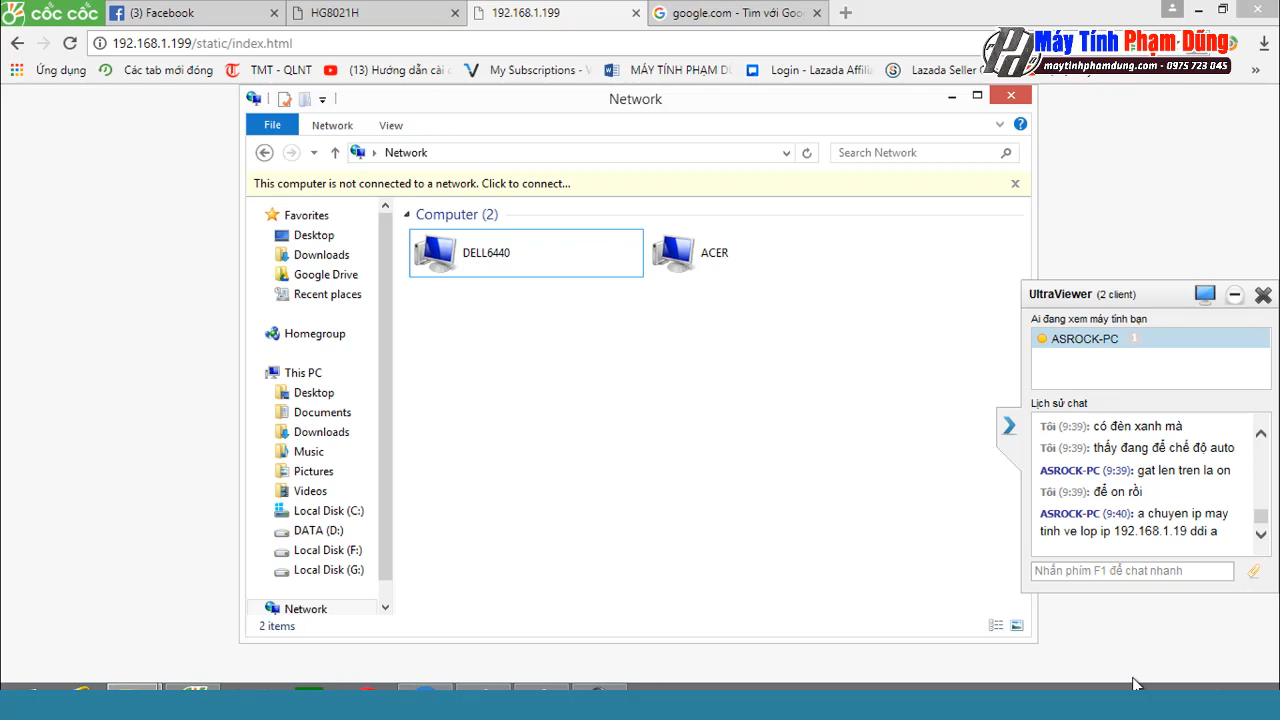 cốc cốc
(3) Facebook
HG8021H
192.168.1.199
google.com - Tìm với Goo
192.168.1.199/static/index.html
Máy Tính Phạm Dũng
maytinhphamdung.com - 0975 723 045
Ứng dụng
Các tab mới đóng
TMT - QLNT
(13) Hướng dẫn cài c
My Subscriptions -
MÁY TÍNH PHẠM DŨ
Login - Lazada Affilia
Lazada Seller C
Network
File
Network
View
Network
Search Network
This computer is not connected to a network. Click to connect...
Favorites
Desktop
Downloads
Google Drive
Recent places
Homegroup
This PC
Desktop
Documents
Downloads
Music
Pictures
Videos
Local Disk (C:)
DATA (D:)
Local Disk (F:)
Local Disk (G:)
Network
Computer (2)
DELL6440
ACER
2 items
UltraViewer (2 client)
Ai đang xem máy tính bạn
ASROCK-PC 1
Lịch sử chat
Tôi (9:39): có đèn xanh mà
Tôi (9:39): thấy đang để chế độ auto
ASROCK-PC (9:39): gat len tren la on
Tôi (9:39): để on rồi
ASROCK-PC (9:40): a chuyen ip may
tinh ve lop ip 192.168.1.19 ddi a
Nhấn phím F1 để chat nhanh